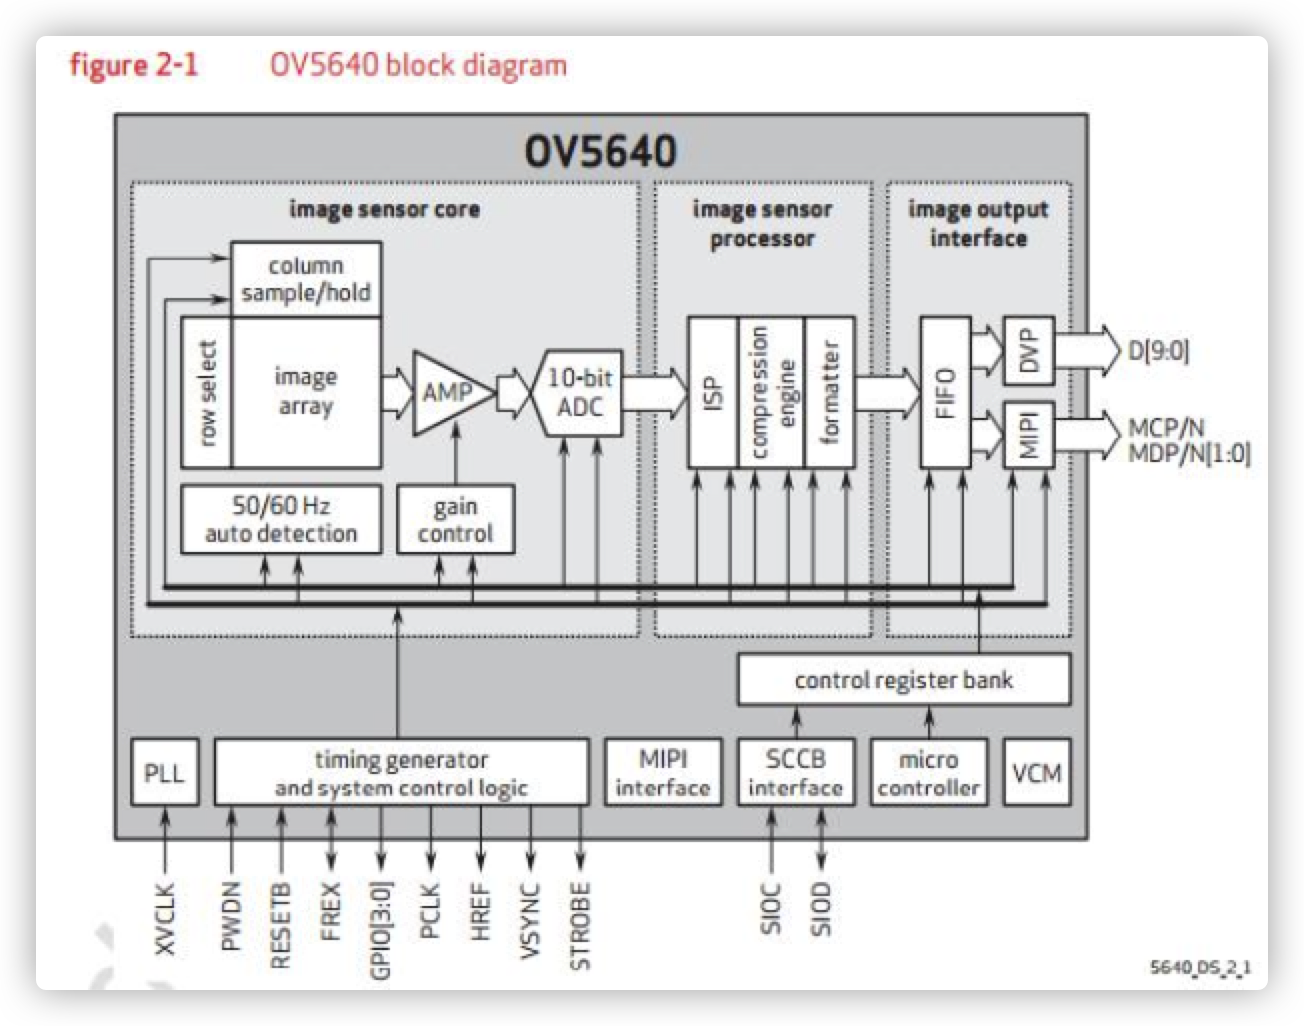 figure 2-1 OV5640 block diagram
OV5640
image sensor core
image sensor
processor
image output
interface
column
sample/hold
row select
image
array
AMP
10-bit
ADC
ISP
compression
engine
formatter
FIFO
DVP
MIPI
D[9:0]
MCP/N
MDP/N[1:0]
50/60 Hz
auto detection
gain
control
control register bank
PLL
timing generator
and system control logic
MIPI
interface
SCCB
interface
micro
controller
VCM
XVCLK
PWDN
RESETB
FREX
GPIO[3:0]
PCLK
HREF
VSYNC
STROBE
SIOC
SIOD
5640_DS_2_1